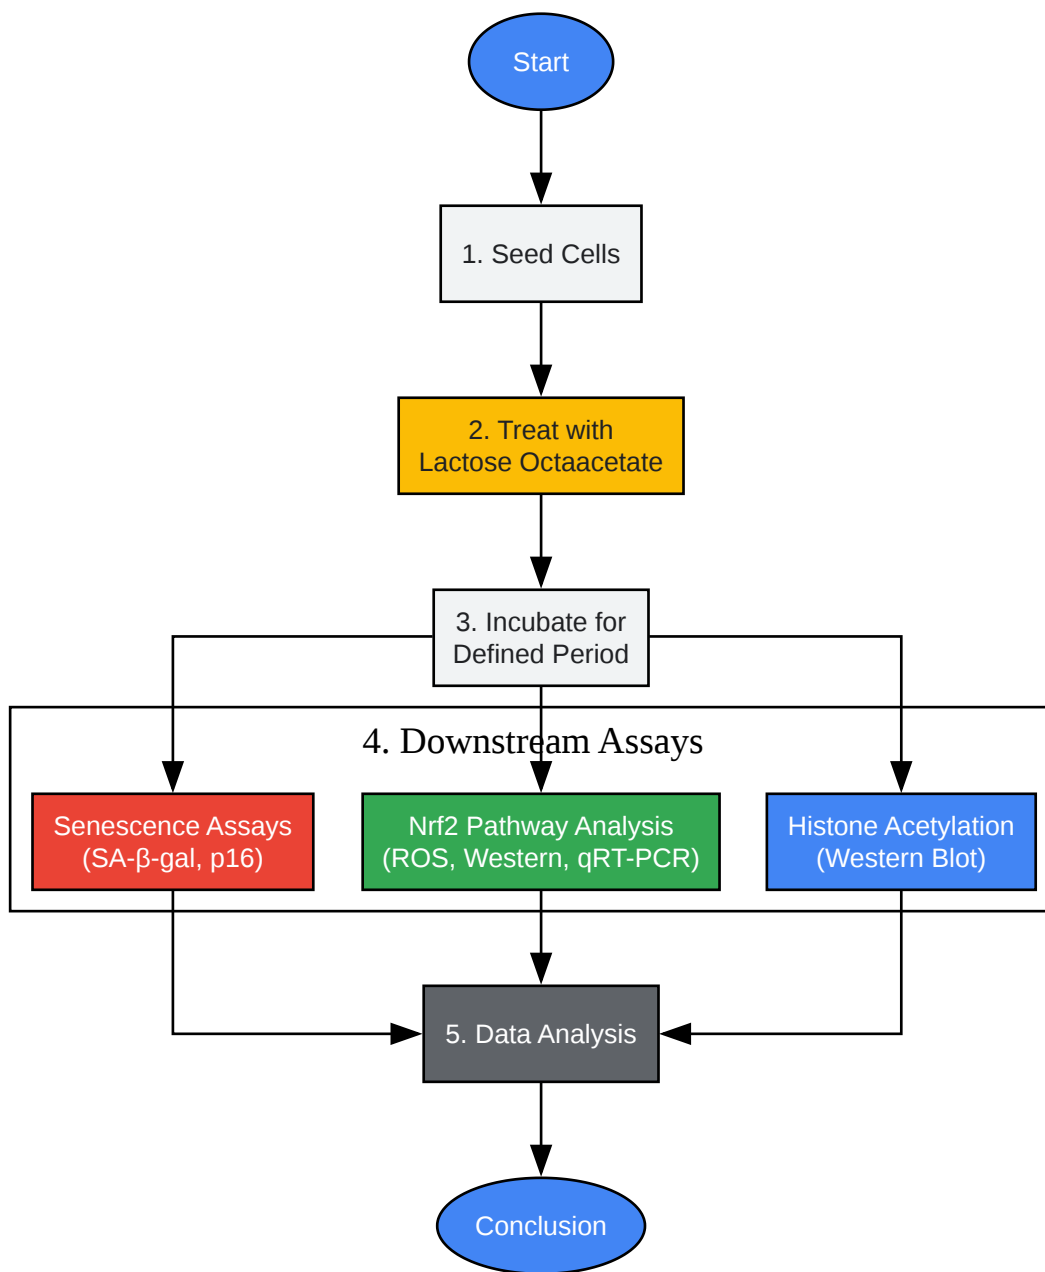 Start
1. Seed Cells
2. Treat with
Lactose Octaacetate
3. Incubate for
Defined Period
4. Downstream Assays
Senescence Assays
(SA-β-gal, p16)
Nrf2 Pathway Analysis
(ROS, Western, qRT-PCR)
Histone Acetylation
(Western Blot)
5. Data Analysis
Conclusion